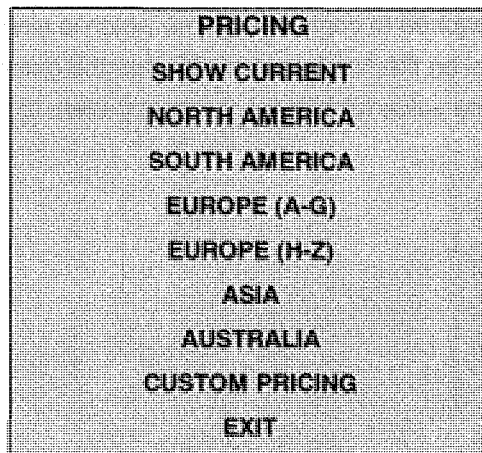 PRICING
SHOW CURRENT
NORTH AMERICA
SOUTH AMERICA
EUROPE (A-G)
EUROPE (H-Z)
ASIA
AUSTRALIA
CUSTOM PRICING
EXIT